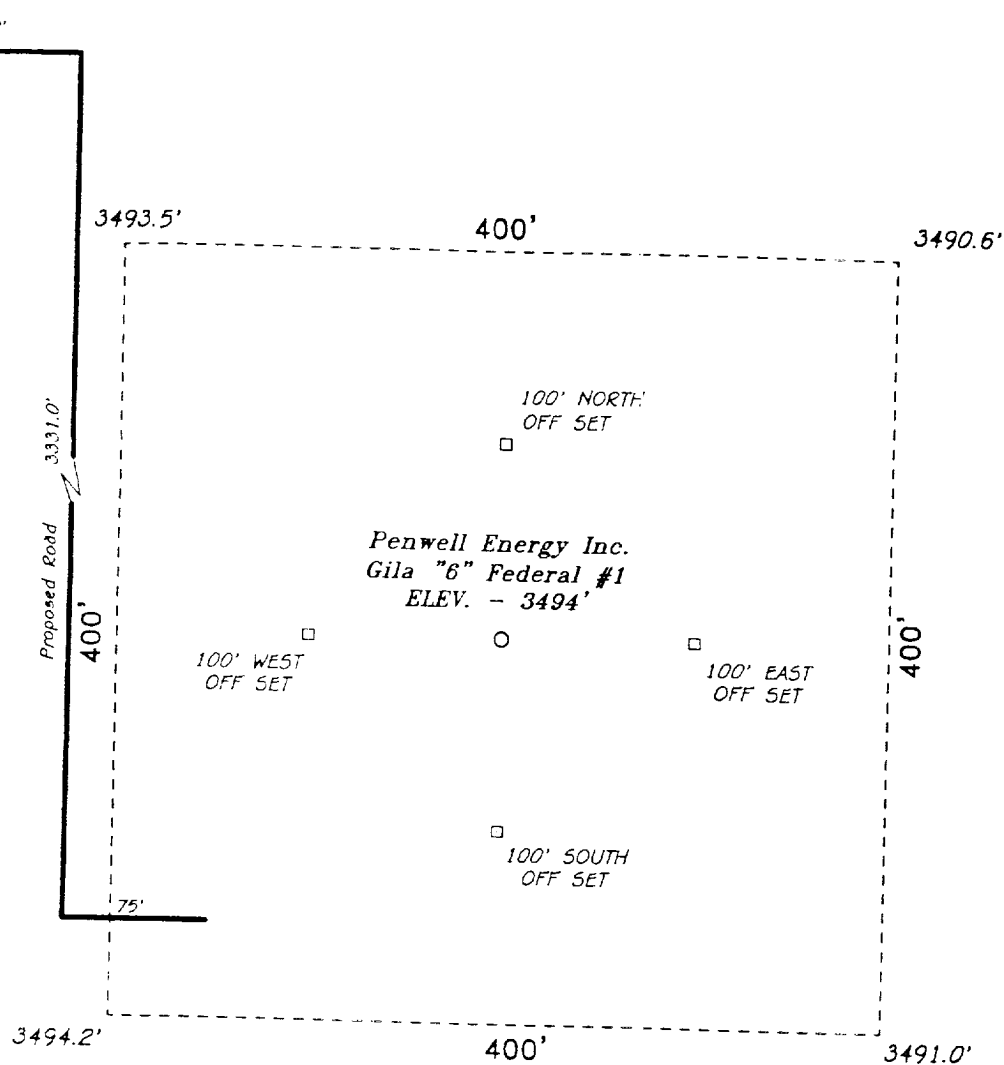 3493.5'
400'
3490.6'
100' NORTH
OFF SET
3331.0'
Proposed Road
Penwell Energy Inc.
Gila "6" Federal #1
ELEV. - 3494'
400'
400'
100' WEST
OFF SET
100' EAST
OFF SET
100' SOUTH
OFF SET
75'
3494.2'
400'
3491.0'